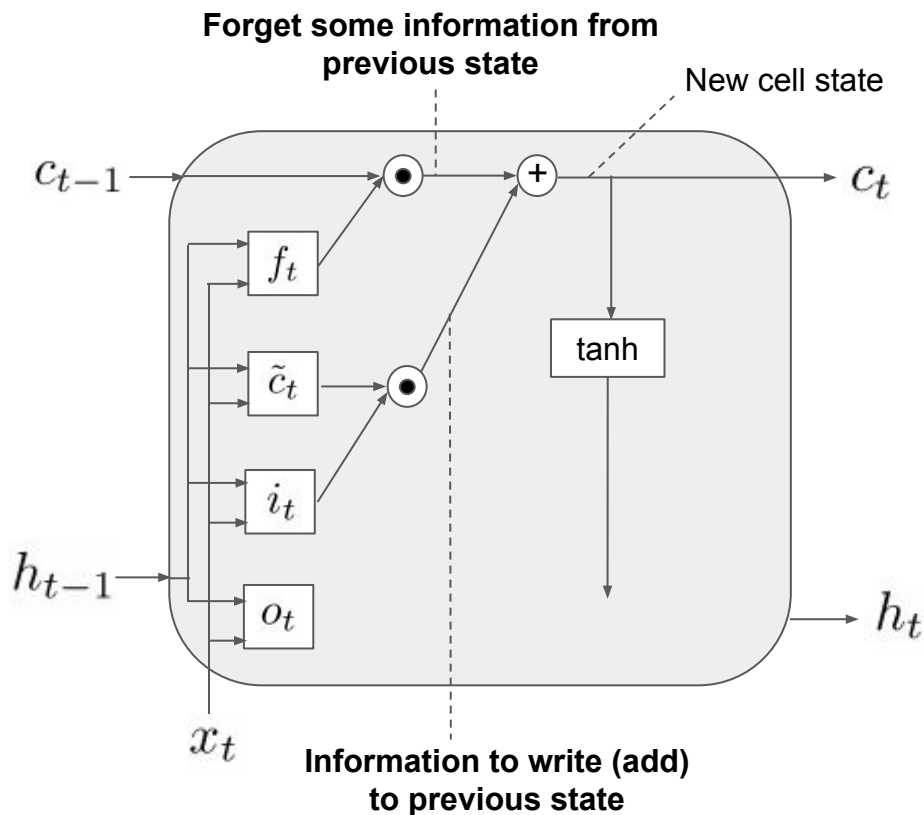 Forget some information from
previous state
New cell state
c_{t-1}
+
c_t
f_t
tanh
c̃_t
i_t
h_{t-1}
o_t
h_t
x_t
Information to write (add)
to previous state